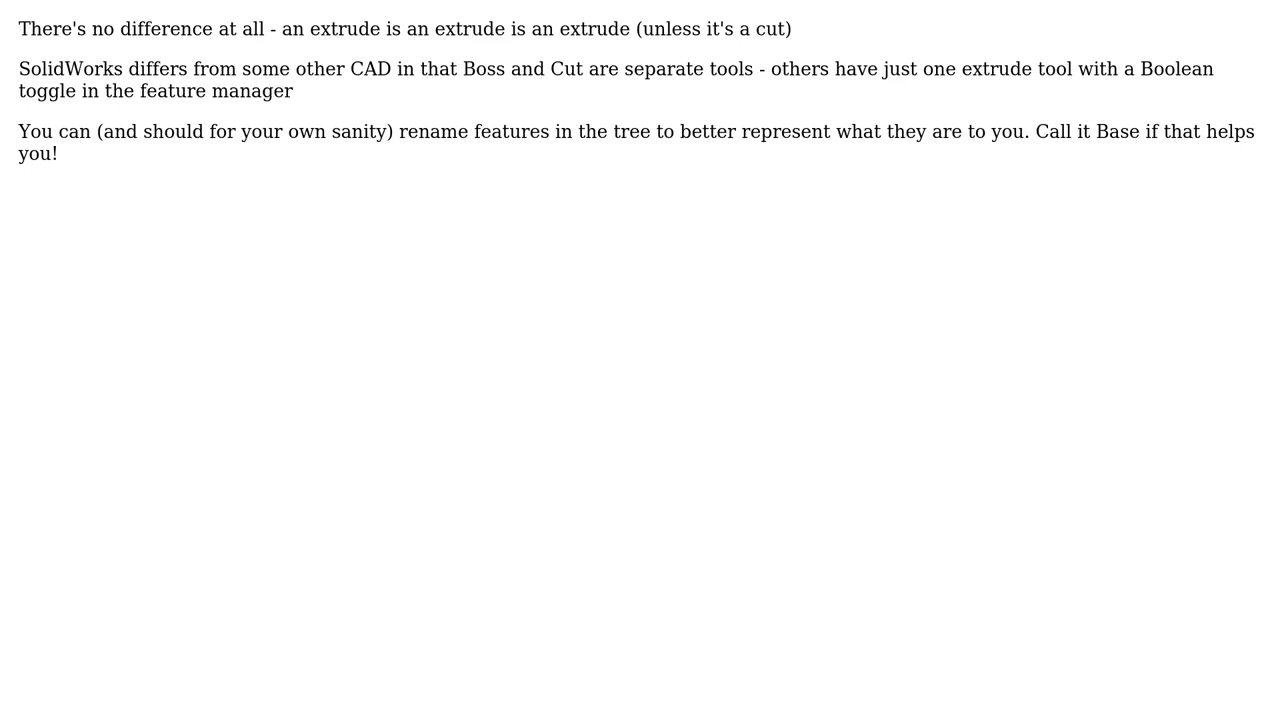 There's no difference at all - an extrude is an extrude is an extrude (unless it's a cut)
SolidWorks differs from some other CAD in that Boss and Cut are separate tools - others have just one extrude tool with a Boolean
toggle in the feature manager
You can (and should for your own sanity) rename features in the tree to better represent what they are to you. Call it Base if that helps
you!